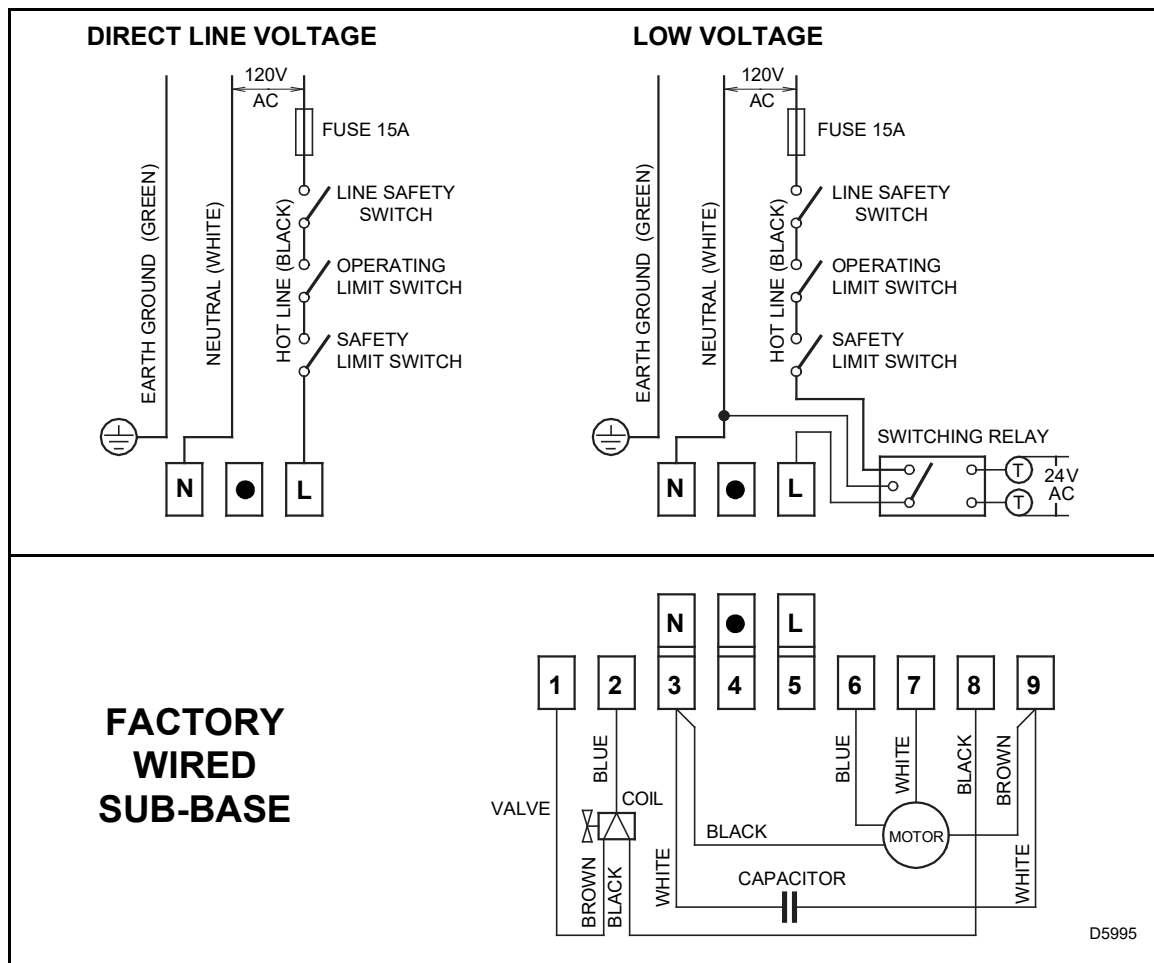 DIRECT LINE VOLTAGE
120V
AC
FUSE 15A
EARTH GROUND (GREEN)
NEUTRAL (WHITE)
HOT LINE (BLACK)
LINE SAFETY
SWITCH
OPERATING
LIMIT SWITCH
SAFETY
LIMIT SWITCH
N
L
LOW VOLTAGE
120V
AC
FUSE 15A
EARTH GROUND (GREEN)
NEUTRAL (WHITE)
HOT LINE (BLACK)
LINE SAFETY
SWITCH
OPERATING
LIMIT SWITCH
SAFETY
LIMIT SWITCH
SWITCHING RELAY
N
L
T
T
24V
AC
FACTORY
WIRED
SUB-BASE
N
L
1
2
3
4
5
6
7
8
9
BLUE
BLUE
WHITE
BLACK
BROWN
VALVE
COIL
BLACK
MOTOR
BROWN
BLACK
WHITE
CAPACITOR
WHITE
D5995